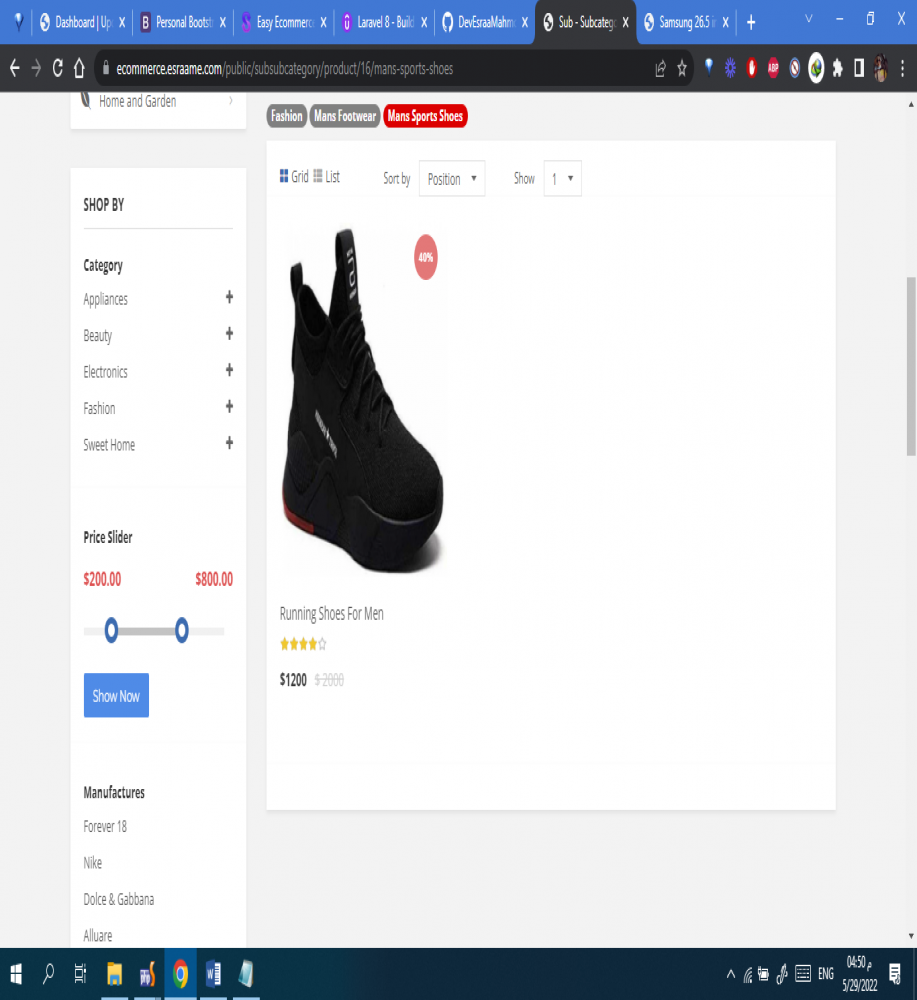 Dashboard | Up
Personal Bootst
Easy Ecommerc
Laravel 8 - Build
DevEsraaMahm
Sub - Subcateg
Samsung 26.5 i
ecommerce.esraame.com/public/subsubcategory/product/16/mans-sports-shoes
ABP
Home and Garden
Fashion
Mans Footwear
Mans Sports Shoes
SHOP BY
Category
Appliances
Beauty
Electronics
Fashion
Sweet Home
Price Slider
$200.00 $800.00
Show Now
Manufactures
Forever 18
Nike
Dolce & Gabbana
Alluare
Grid List Sort by Position Show 1
40%
Running Shoes For Men
$1200 $ 2000
ENG
04:50 م
5/29/2022